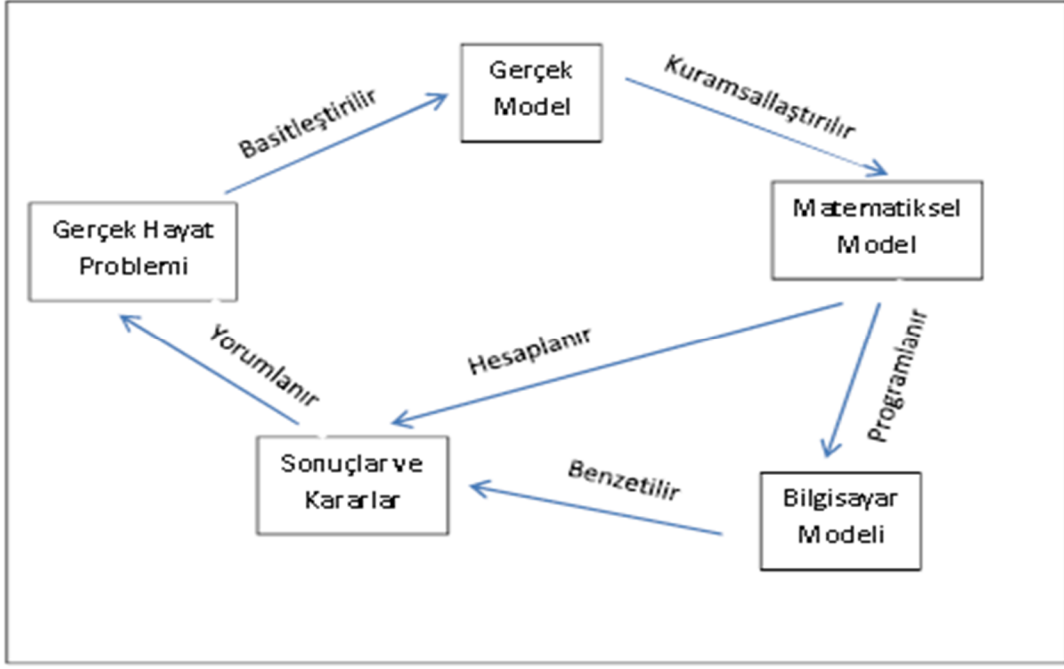 Gerçek
Model
Kuramsallaştırılır
Basitleştirilir
Matematiksel
Model
Gerçek Hayat
Problemi
Yorumlanır
Hesaplanır
Programlanır
Sonuçlar ve
Kararlar
Benzetilir
Bilgisayar
Modeli